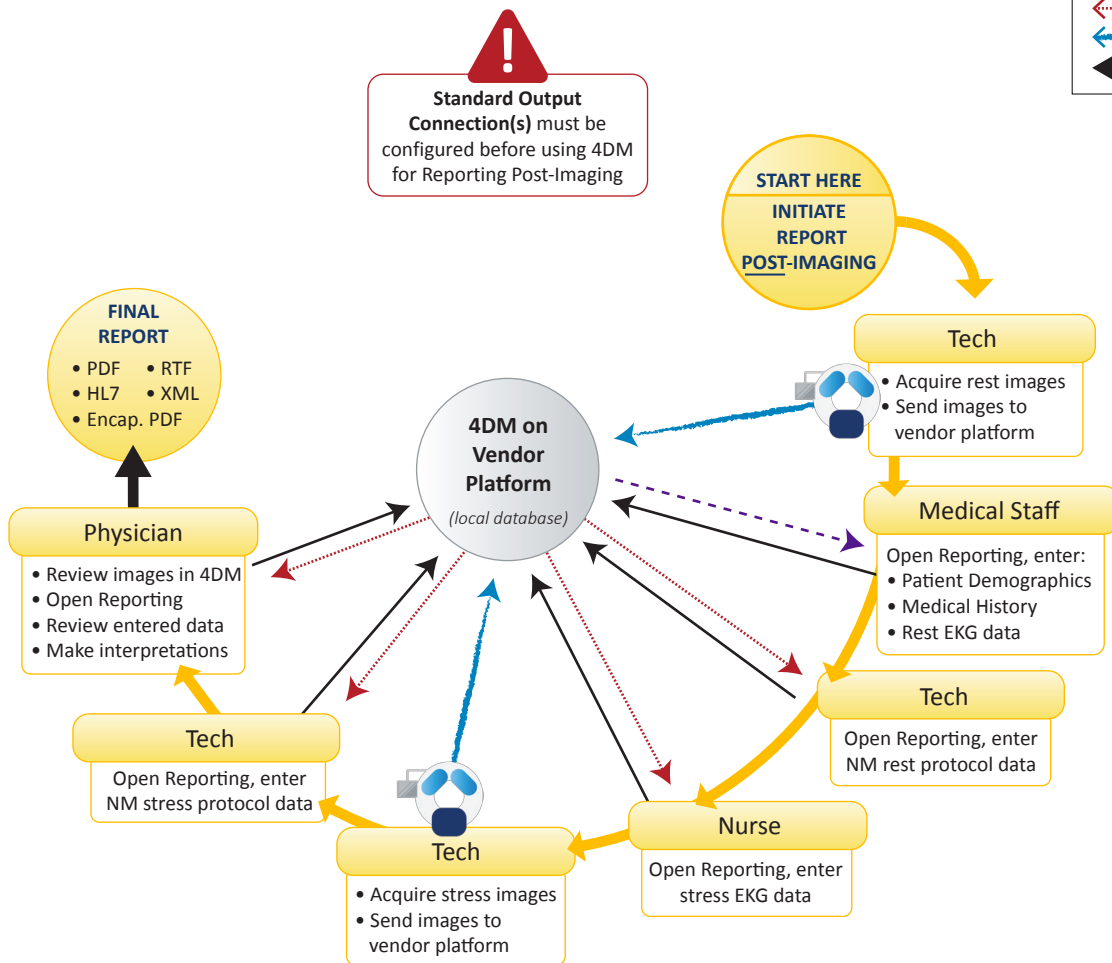 !
Standard Output
Connection(s) must be
configured before using 4DM
for Reporting Post-Imaging
START HERE
INITIATE
REPORT
POST-IMAGING
Tech
• Acquire rest images
• Send images to
vendor platform
Medical Staff
Open Reporting, enter:
• Patient Demographics
• Medical History
• Rest EKG data
Tech
Open Reporting, enter
NM rest protocol data
Nurse
Open Reporting, enter
stress EKG data
Tech
• Acquire stress images
• Send images to
vendor platform
Tech
Open Reporting, enter
NM stress protocol data
Physician
• Review images in 4DM
• Open Reporting
• Review entered data
• Make interpretations
FINAL
REPORT
• PDF • RTF
• HL7 • XML
• Encap. PDF
4DM on
Vendor
Platform
(local database)